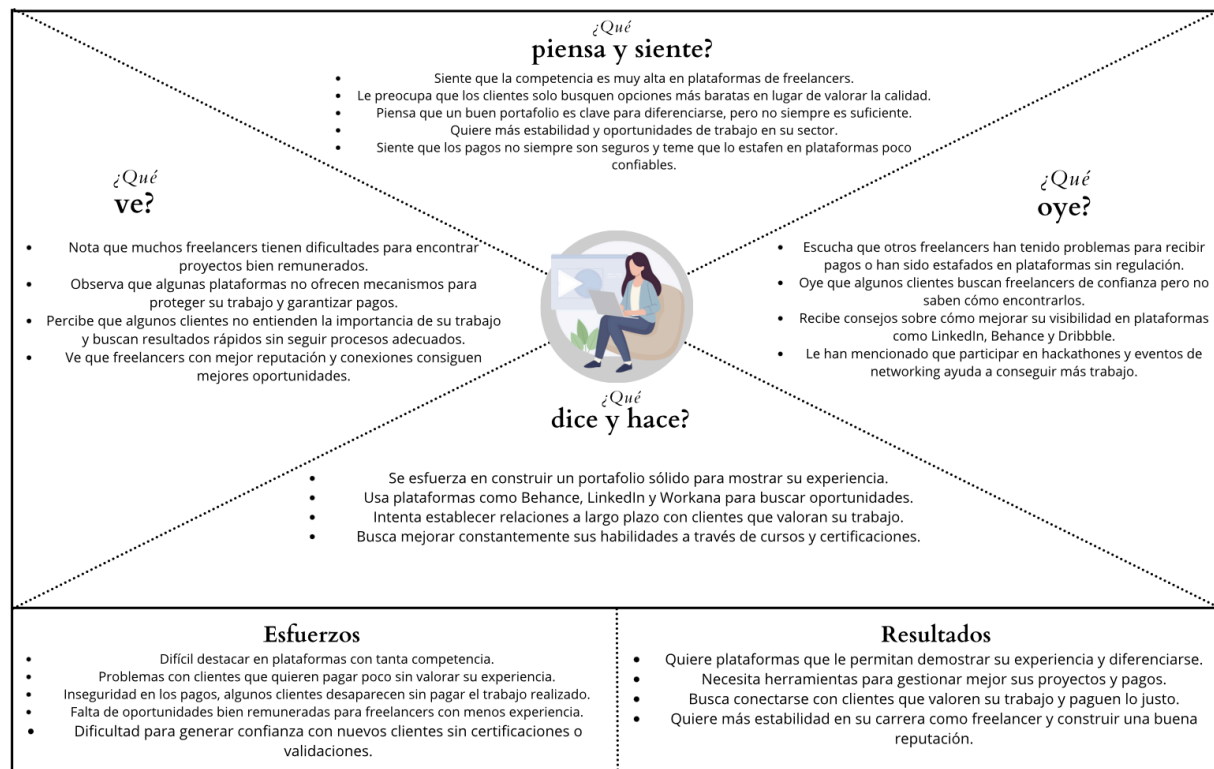 ¿Qué
piensa y siente?
• Siente que la competencia es muy alta en plataformas de freelancers.
• Le preocupa que los clientes solo busquen opciones más baratas en lugar de valorar la calidad.
• Piensa que un buen portafolio es clave para diferenciarse, pero no siempre es suficiente.
• Quiere más estabilidad y oportunidades de trabajo en su sector.
• Siente que los pagos no siempre son seguros y teme que lo estafen en plataformas poco
confiables.
¿Qué
ve?
• Nota que muchos freelancers tienen dificultades para encontrar
proyectos bien remunerados.
• Observa que algunas plataformas no ofrecen mecanismos para
proteger su trabajo y garantizar pagos.
• Percibe que algunos clientes no entienden la importancia de su trabajo
y buscan resultados rápidos sin seguir procesos adecuados.
• Ve que freelancers con mejor reputación y conexiones consiguen
mejores oportunidades.
¿Qué
oye?
• Escucha que otros freelancers han tenido problemas para recibir
pagos o han sido estafados en plataformas sin regulación.
• Oye que algunos clientes buscan freelancers de confianza pero no
saben cómo encontrarlos.
• Recibe consejos sobre cómo mejorar su visibilidad en plataformas
como LinkedIn, Behance y Dribbble.
• Le han mencionado que participar en hackathones y eventos de
networking ayuda a conseguir más trabajo.
¿Qué
dice y hace?
• Se esfuerza en construir un portafolio sólido para mostrar su experiencia.
• Usa plataformas como Behance, LinkedIn y Workana para buscar oportunidades.
• Intenta establecer relaciones a largo plazo con clientes que valoran su trabajo.
• Busca mejorar constantemente sus habilidades a través de cursos y certificaciones.
Esfuerzos
• Difícil destacar en plataformas con tanta competencia.
• Problemas con clientes que quieren pagar poco sin valorar su experiencia.
• Inseguridad en los pagos, algunos clientes desaparecen sin pagar el trabajo realizado.
• Falta de oportunidades bien remuneradas para freelancers con menos experiencia.
• Dificultad para generar confianza con nuevos clientes sin certificaciones o
validaciones.
Resultados
• Quiere plataformas que le permitan demostrar su experiencia y diferenciarse.
• Necesita herramientas para gestionar mejor sus proyectos y pagos.
• Busca conectarse con clientes que valoren su trabajo y paguen lo justo.
• Quiere más estabilidad en su carrera como freelancer y construir una buena
reputación.